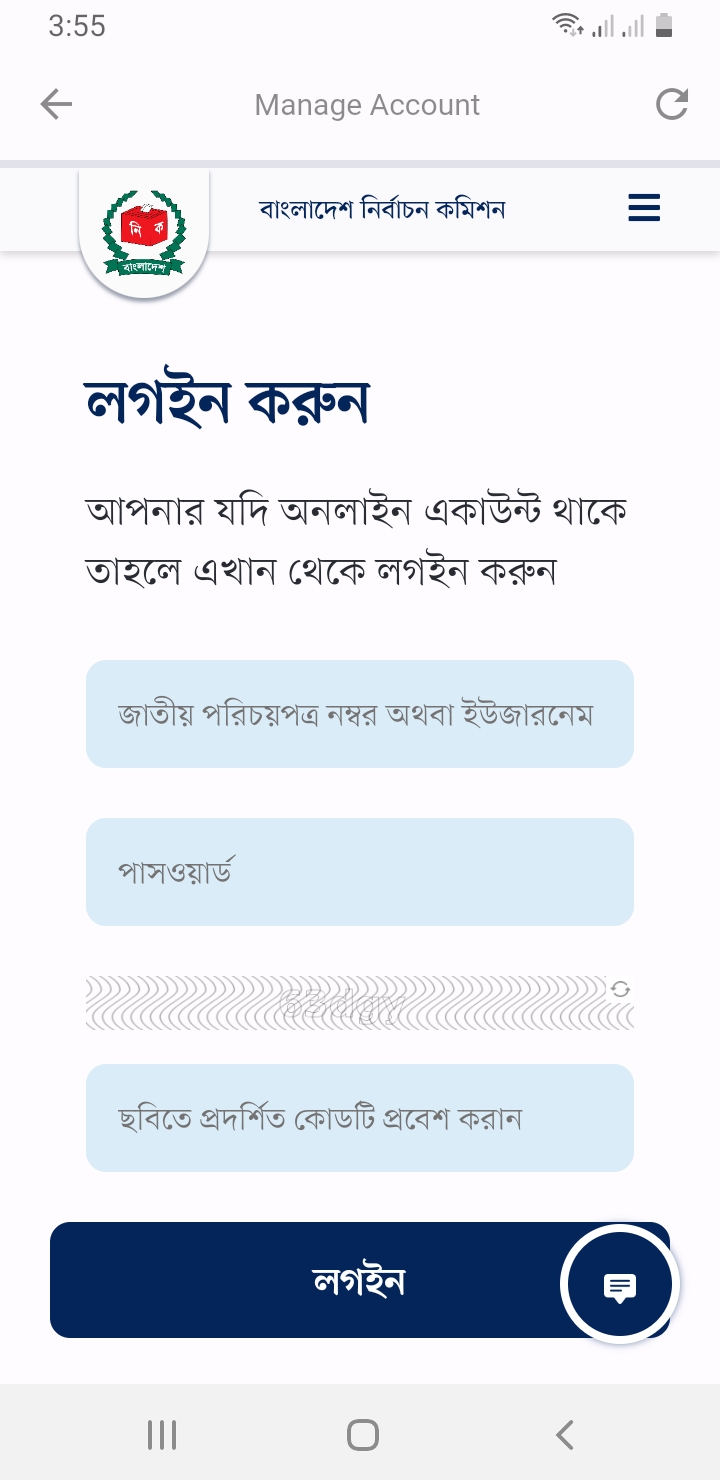 3:55
Manage Account
নি ক
বাংলাদেশ
বাংলাদেশ নির্বাচন কমিশন
লগইন করুন
আপনার যদি অনলাইন একাউন্ট থাকে
তাহলে এখান থেকে লগইন করুন
জাতীয় পরিচয়পত্র নম্বর অথবা ইউজারনেম
পাসওয়ার্ড
63dgy
ছবিতে প্রদর্শিত কোডটি প্রবেশ করান
লগইন